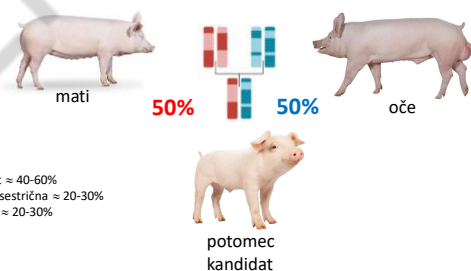 mati
oče
50%
50%
≈ 40-60%
sestrična ≈ 20-30%
≈ 20-30%
potomec
kandidat